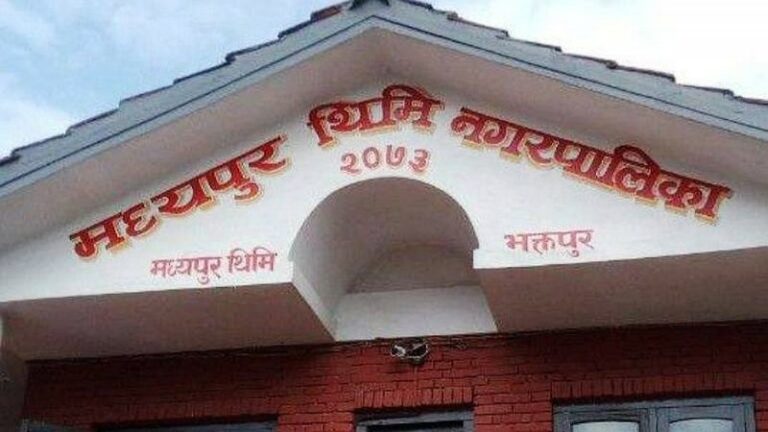 मध्यपुर थिमि नगरपालिका
२०७३
मध्यपुर थिमि
भक्तपुर